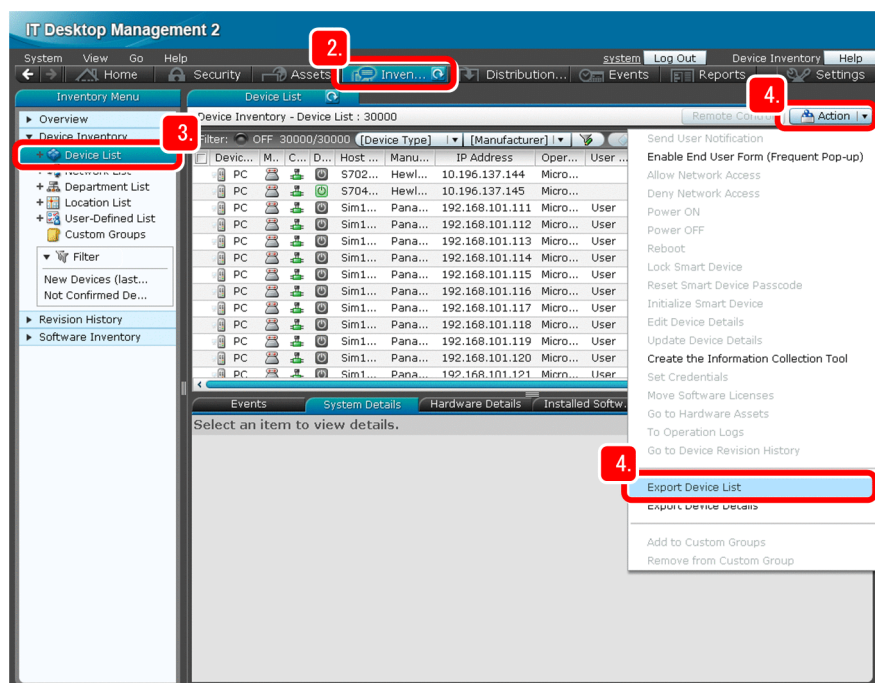 IT Desktop Management 2
System View Go Help system Log Out Device Inventory Help
2.
Home Security Assets Inven... Distribution... Events Reports Settings
Inventory Menu
Device List
4.
Overview
Device Inventory - Device List : 30000 Remote Control Action
Device Inventory
3.
Filter: OFF 30000/30000 [Device Type] [Manufacturer]
Device List
Network List
Department List
Location List
User-Defined List
Custom Groups
Filter
New Devices (last...
Not Confirmed De...
Revision History
Software Inventory
Devic... M.. C... D... Host ... Manu... IP Address Oper... User ...
PC S702... Hewl... 10.196.137.144 Micro...
PC S704... Hewl... 10.196.137.145 Micro...
PC Sim1... Pana... 192.168.101.111 Micro... User
PC Sim1... Pana... 192.168.101.112 Micro... User
PC Sim1... Pana... 192.168.101.113 Micro... User
PC Sim1... Pana... 192.168.101.114 Micro... User
PC Sim1... Pana... 192.168.101.115 Micro... User
PC Sim1... Pana... 192.168.101.116 Micro... User
PC Sim1... Pana... 192.168.101.117 Micro... User
PC Sim1... Pana... 192.168.101.118 Micro... User
PC Sim1... Pana... 192.168.101.119 Micro... User
PC Sim1... Pana... 192.168.101.120 Micro... User
PC Sim1... Pana... 192.168.101.121 Micro... User
Events System Details Hardware Details Installed Softw...
Select an item to view details.
Send User Notification
Enable End User Form (Frequent Pop-up)
Allow Network Access
Deny Network Access
Power ON
Power OFF
Reboot
Lock Smart Device
Reset Smart Device Passcode
Initialize Smart Device
Edit Device Details
Update Device Details
Create the Information Collection Tool
Set Credentials
Move Software Licenses
Go to Hardware Assets
To Operation Logs
Go to Device Revision History
4.
Export Device List
Export Device Details
Add to Custom Groups
Remove from Custom Group